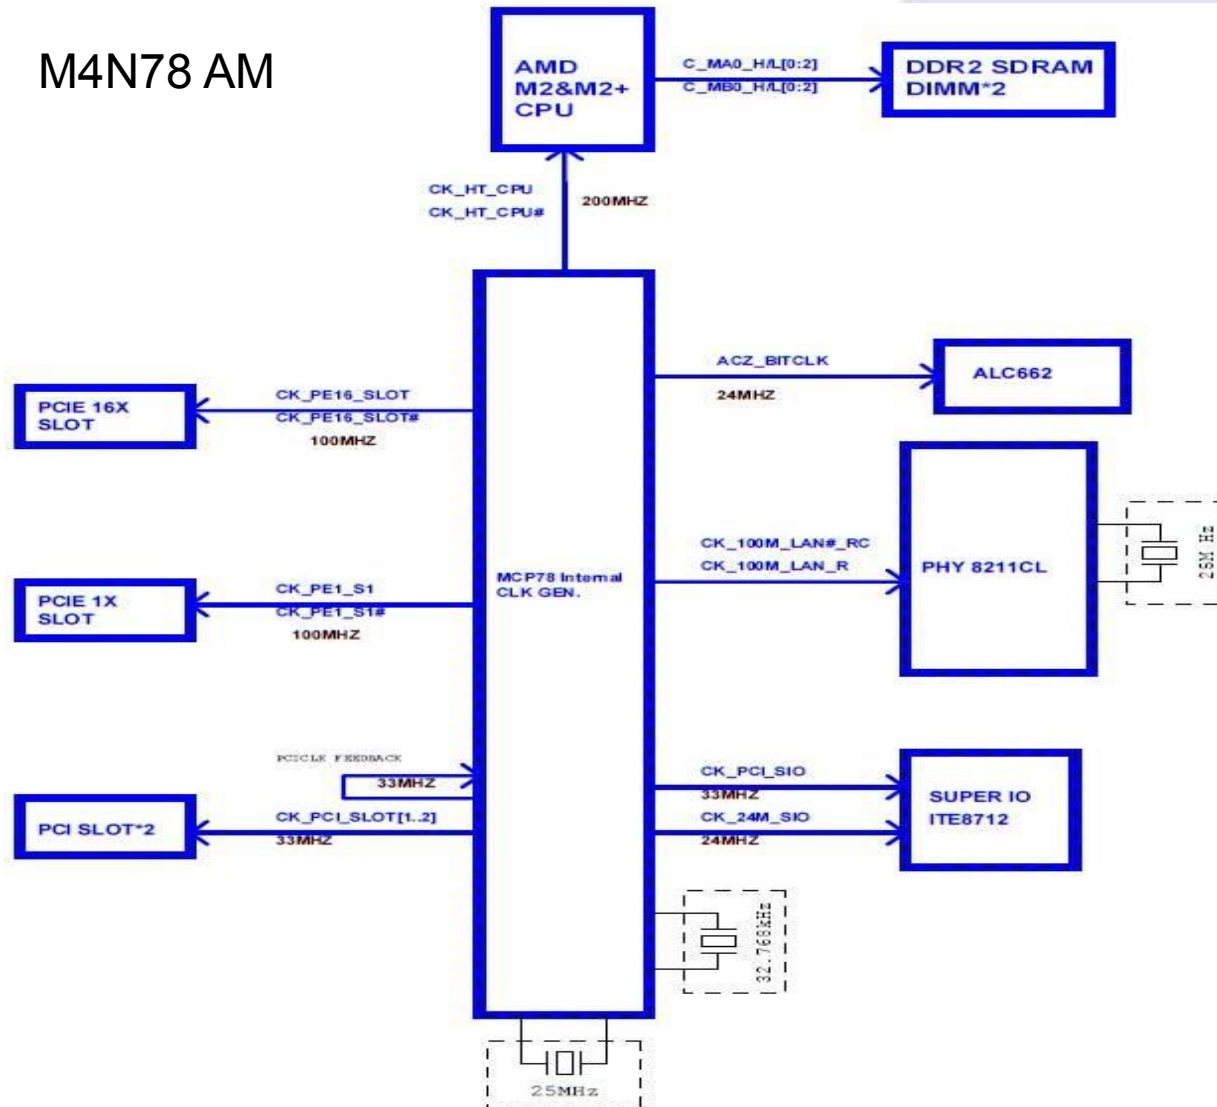 M4N78 AM
AMD
M2&M2+
CPU
C_MA0_H/L[0:2]
C_MB0_H/L[0:2]
DDR2 SDRAM
DIMM*2
CK_HT_CPU
CK_HT_CPU#
200MHZ
ACZ_BITCLK
24MHZ
ALC662
PCIE 16X
SLOT
CK_PE16_SLOT
CK_PE16_SLOT#
100MHZ
CK_100M_LAN#_RC
CK_100M_LAN_R
PHY 8211CL
25M Hz
MCP78 Internal
CLK GEN.
PCIE 1X
SLOT
CK_PE1_S1
CK_PE1_S1#
100MHZ
PCICLK FEEDBACK
33MHZ
PCI SLOT*2
CK_PCI_SLOT[1..2]
33MHZ
CK_PCI_SIO
33MHZ
CK_24M_SIO
24MHZ
SUPER IO
ITE8712
32.768kHz
25MHz